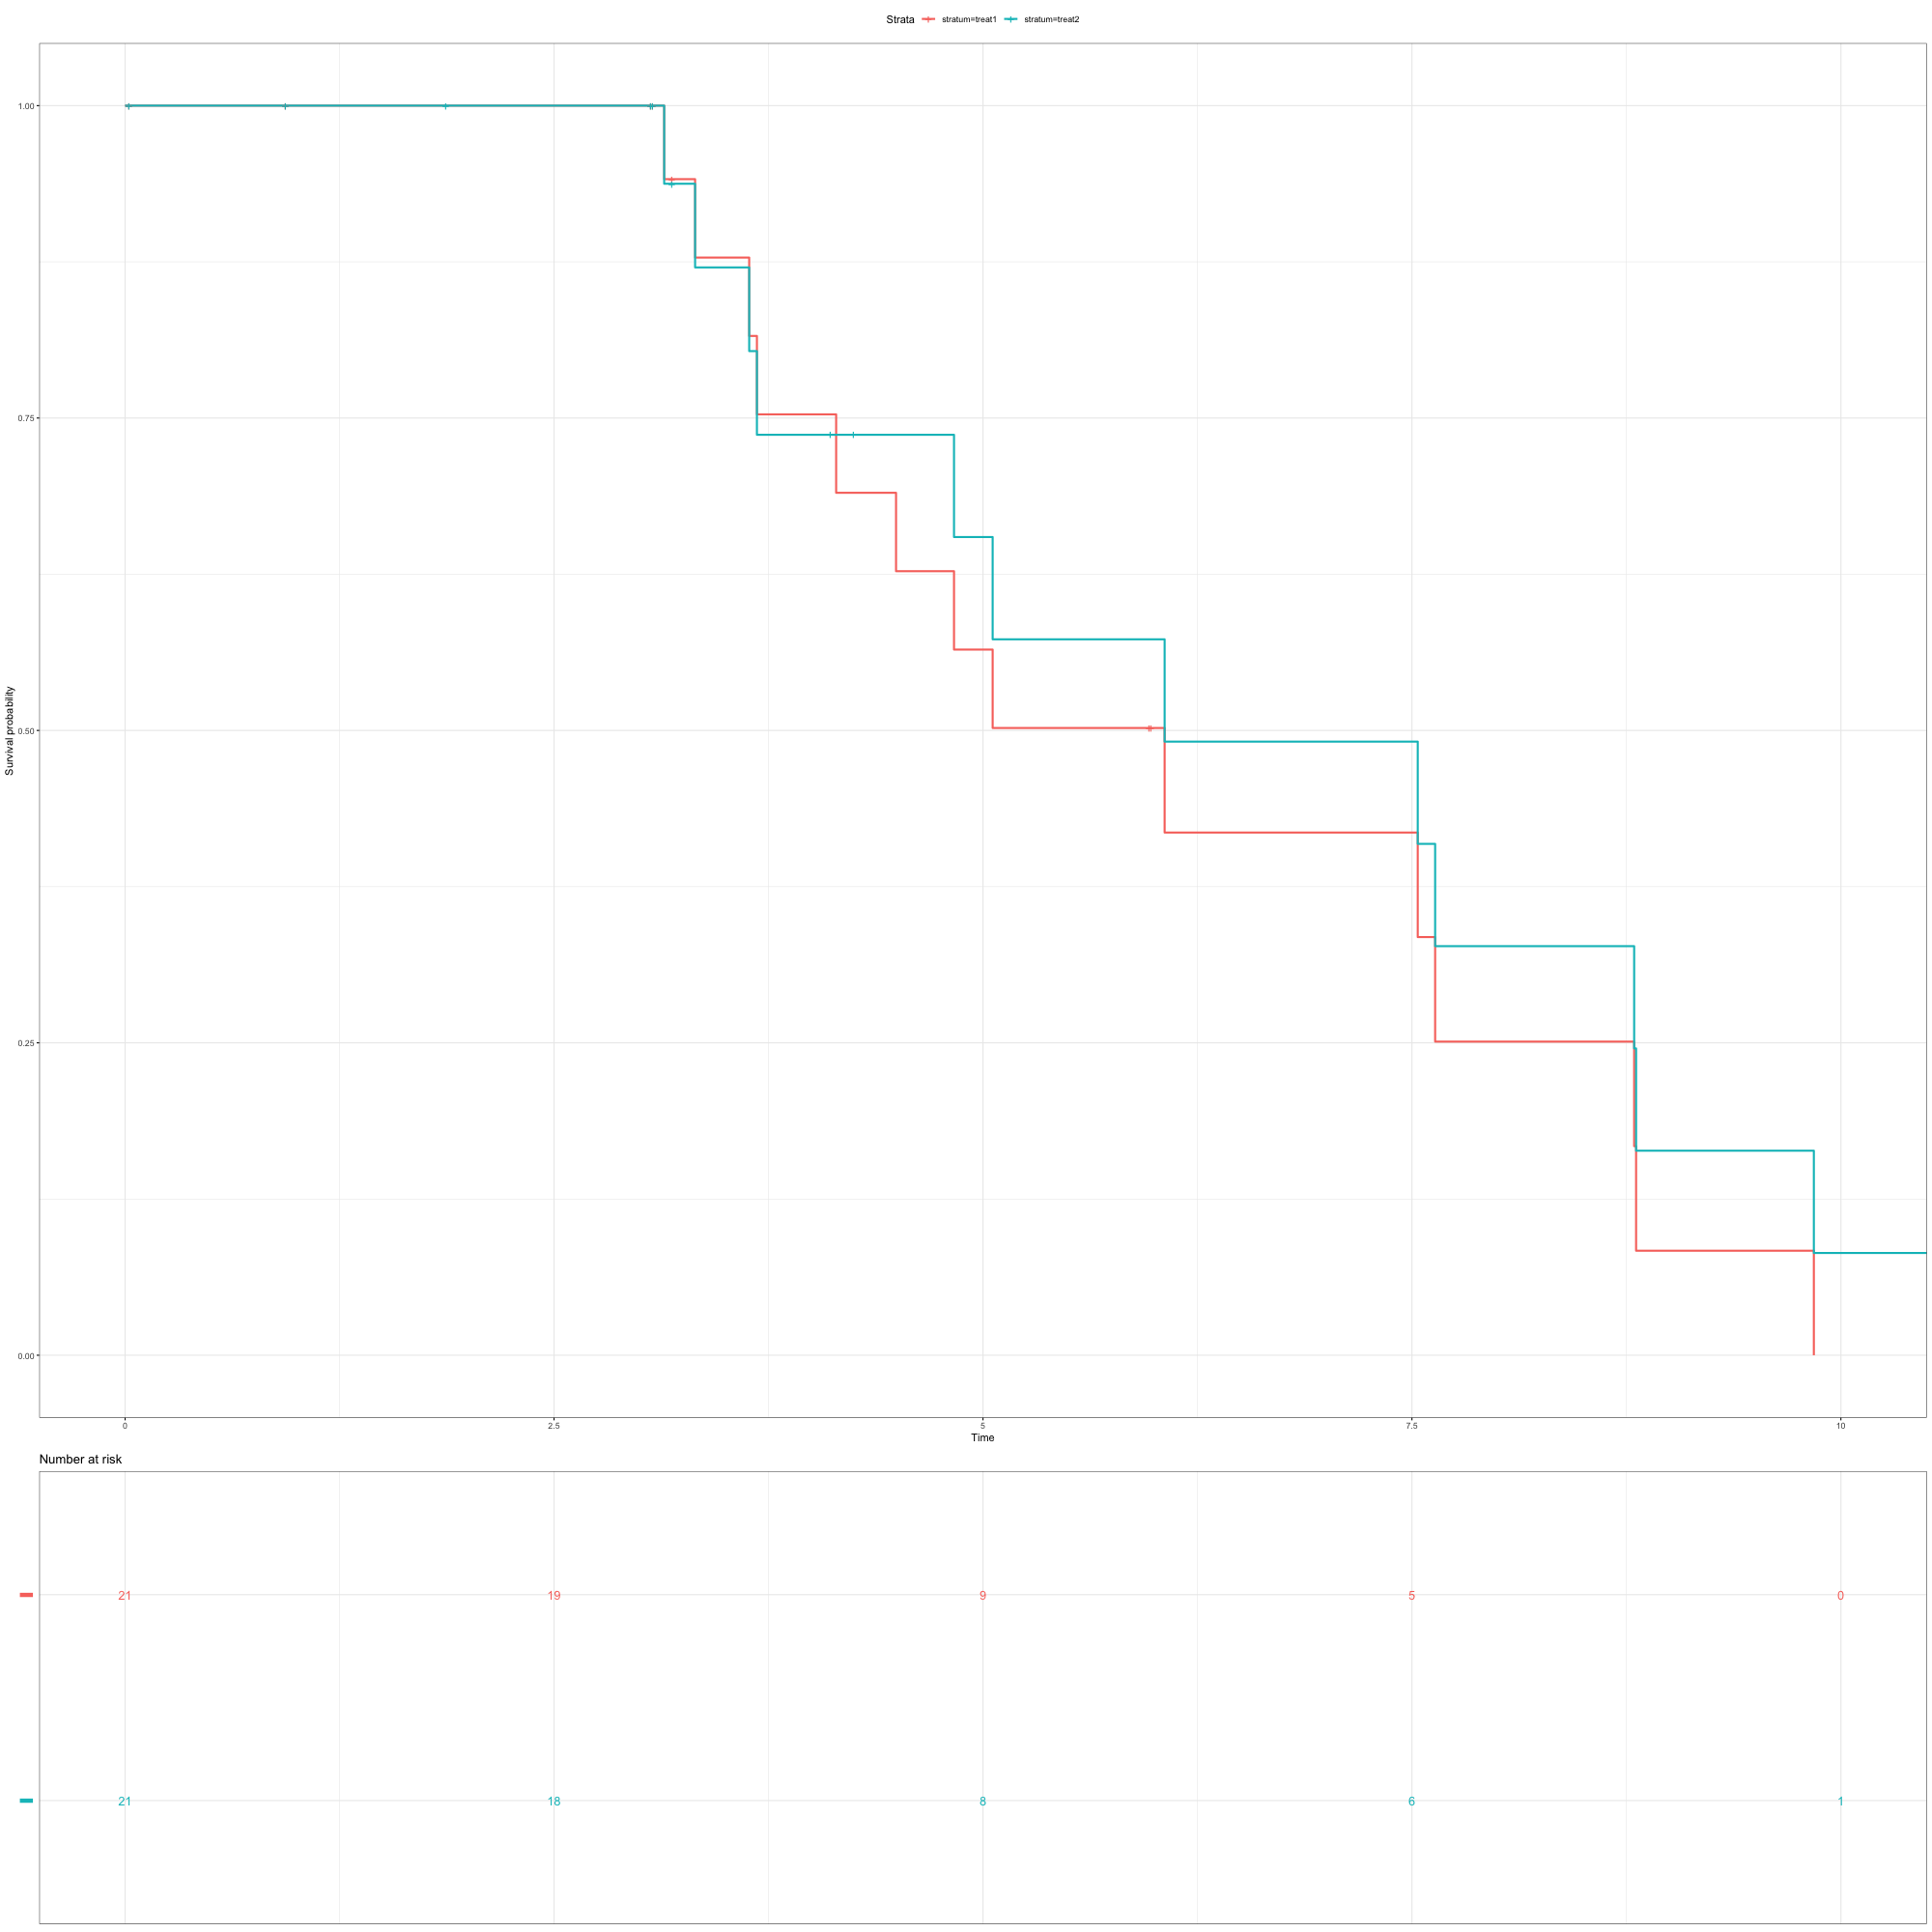 Strata stratum=treat1 stratum=treat2
1.00
0.75
0.50
0.25
0.00
Survival probability
0 2.5 5 7.5 10
Time
Number at risk
21 19 9 5 0
21 18 8 6 1